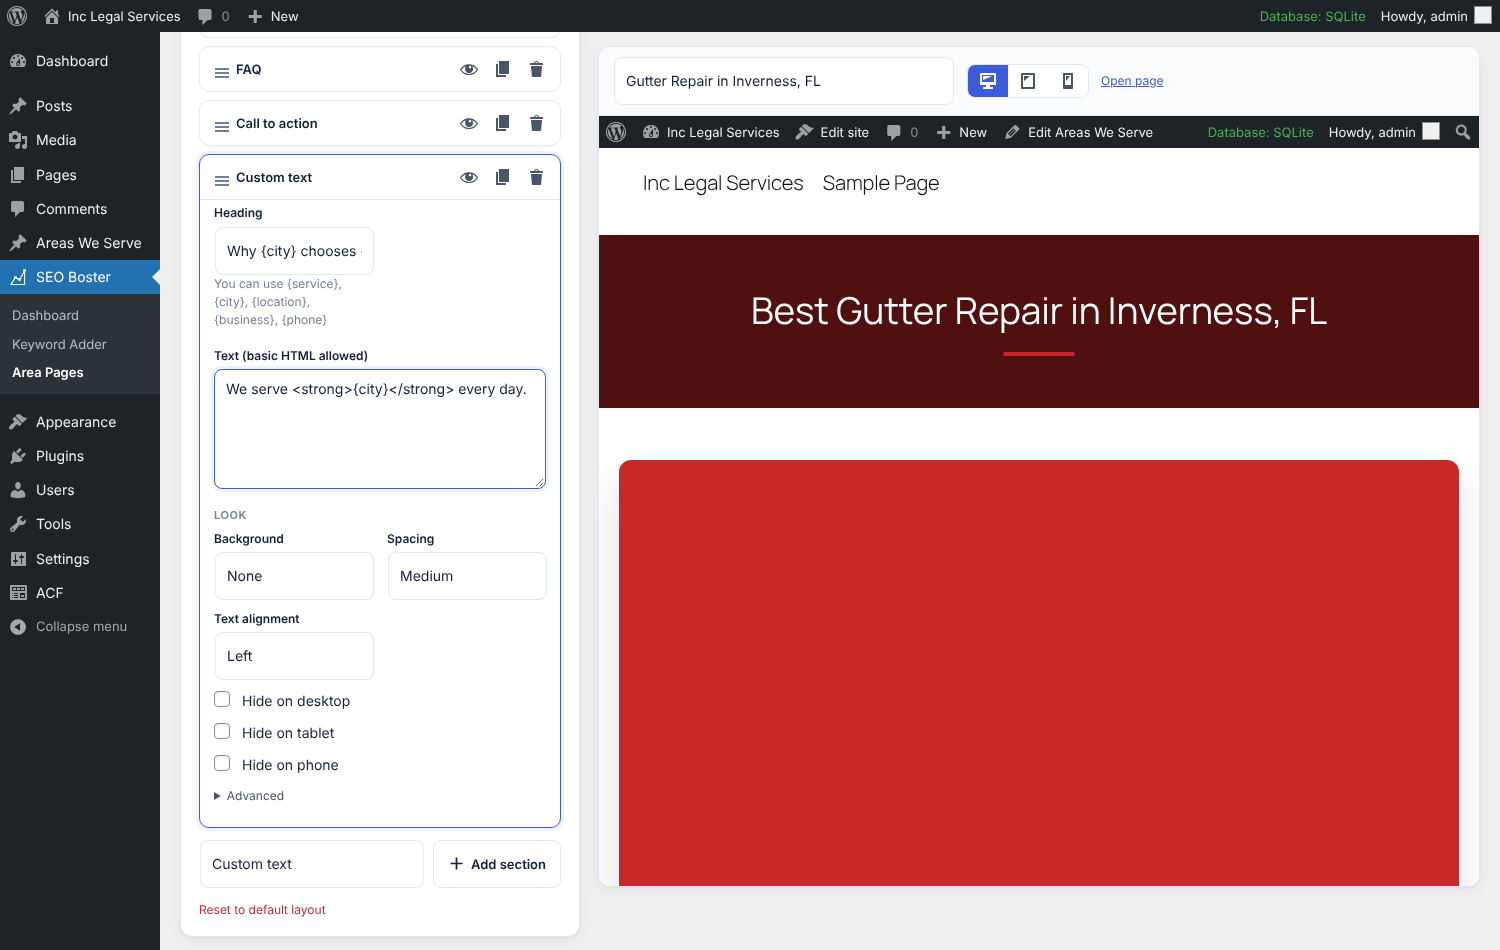 Inc Legal Services
0
New
Database: SQLite
Howdy, admin
Dashboard
Posts
Media
Pages
Comments
Areas We Serve
SEO Boster
Dashboard
Keyword Adder
Area Pages
Appearance
Plugins
Users
Tools
Settings
ACF
Collapse menu
FAQ
Call to action
Custom text
Heading
Why {city} chooses
You can use {service},
{city}, {location},
{business}, {phone}
Text (basic HTML allowed)
We serve <strong>{city}</strong> every day.
LOOK
Background
Spacing
None
Medium
Text alignment
Left
Hide on desktop
Hide on tablet
Hide on phone
Advanced
Custom text
Add section
Reset to default layout
Gutter Repair in Inverness, FL
Open page
Inc Legal Services
0
New
Edit Areas We Serve
Edit site
Database: SQLite
Howdy, admin
Inc Legal Services
Sample Page
Best Gutter Repair in Inverness, FL